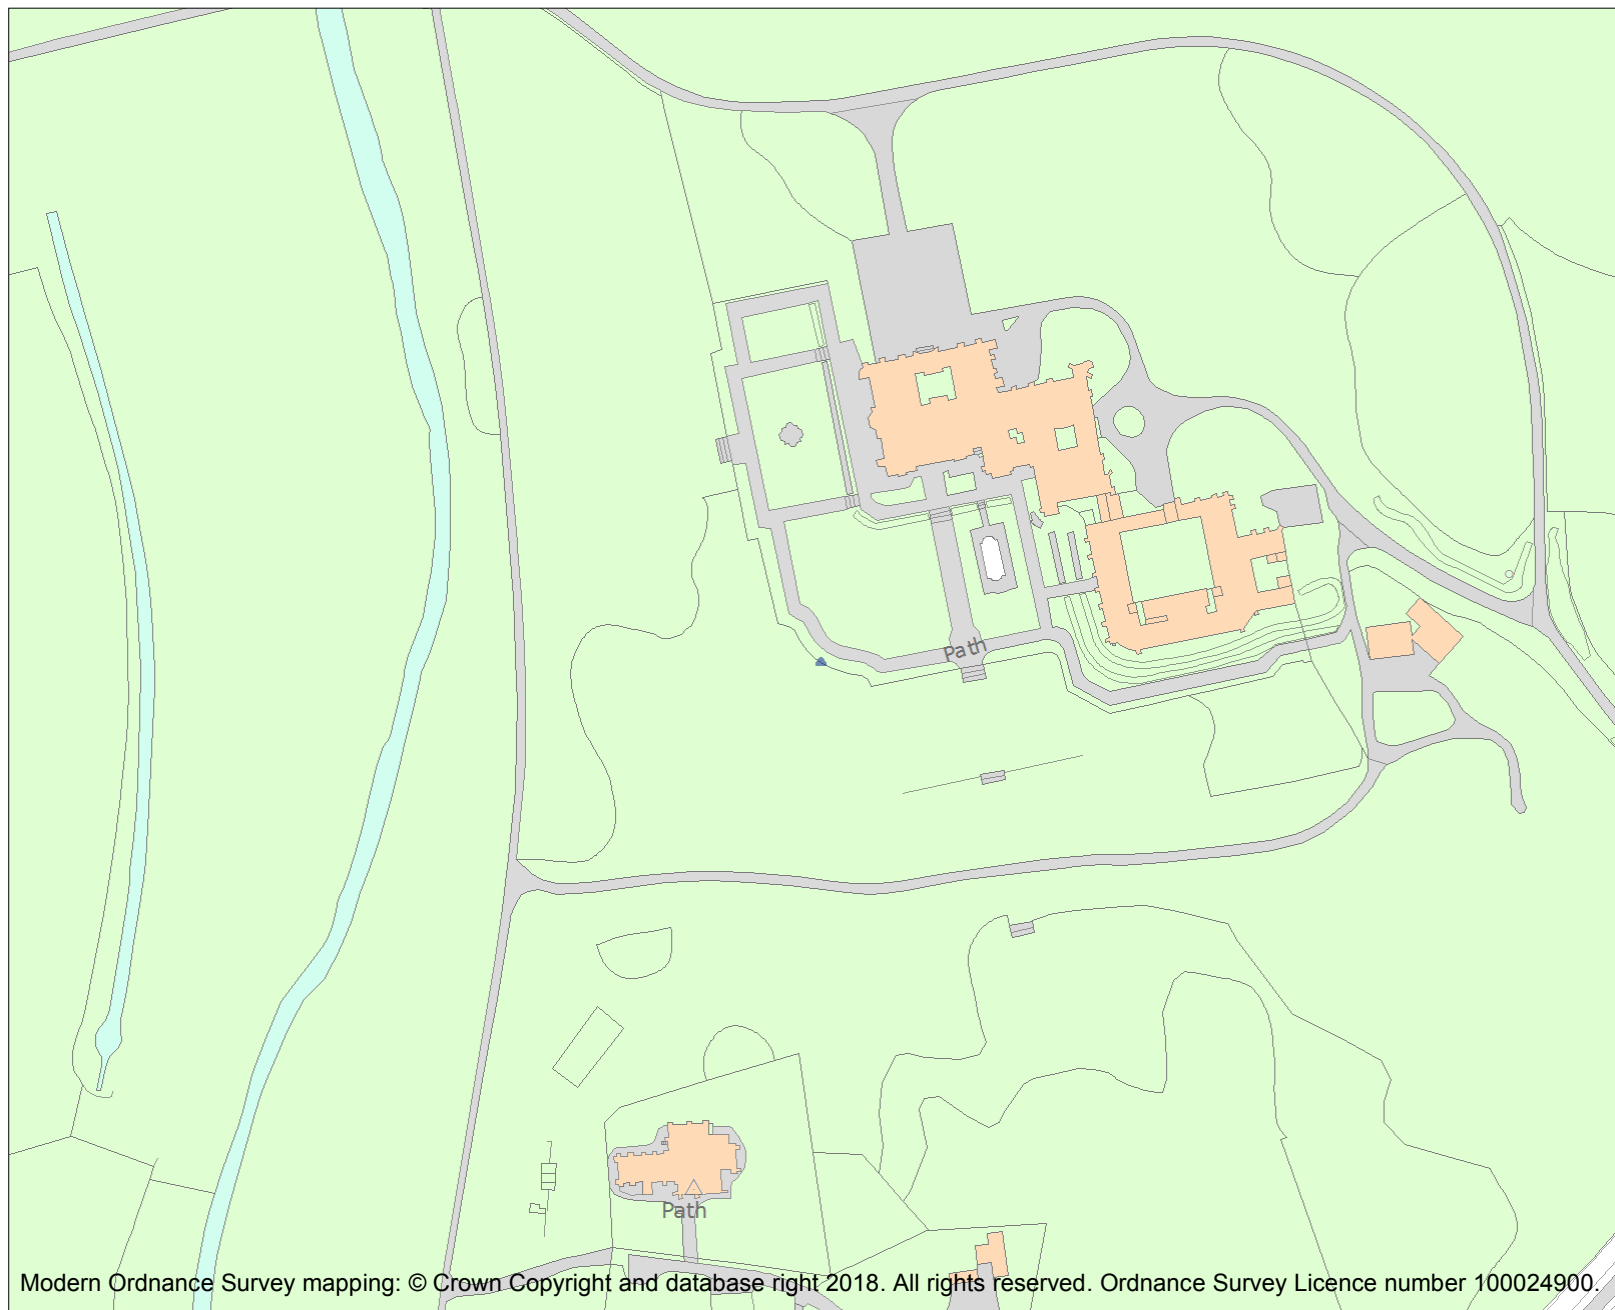 Path
Path
Modern Ordnance Survey mapping: © Crown Copyright and database right 2018. All rights reserved. Ordnance Survey Licence number 100024900.